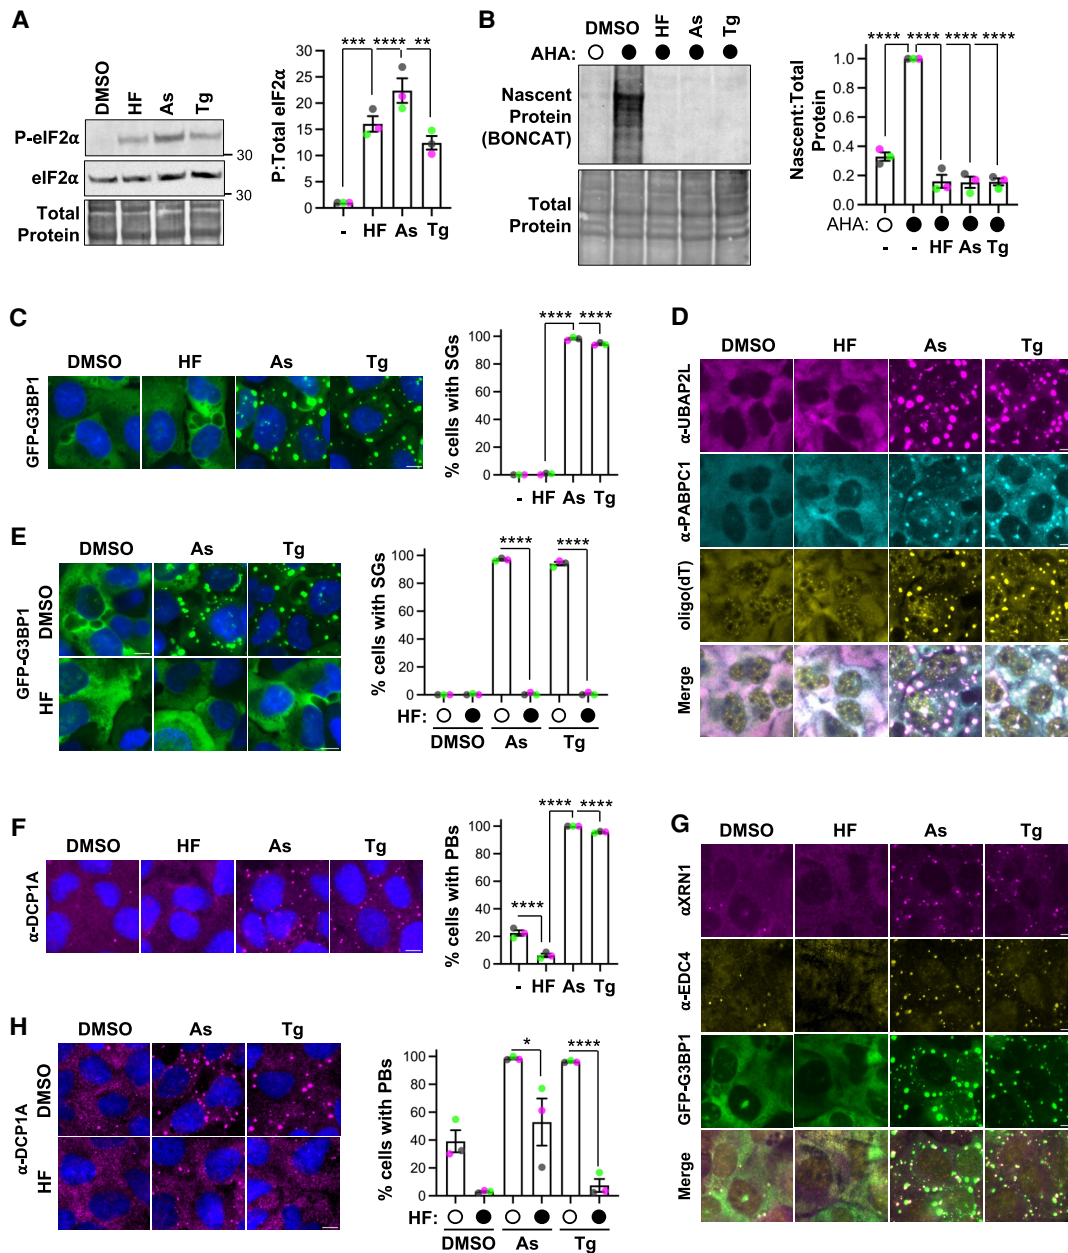 A
DMSO
HF
As
Tg
P-eIF2α
30
eIF2α
30
Total
Protein
P:Total eIF2α
*** **** **
30
25
20
15
10
5
0
- HF As Tg
B
DMSO HF As Tg
AHA:
Nascent
Protein
(BONCAT)
Total
Protein
Nascent:Total
Protein
**** **** **** ****
1.0
0.8
0.6
0.4
0.2
0.0
AHA:
- - HF As Tg
C
DMSO HF As Tg
GFP-G3BP1
% cells with SGs
**** ****
100
80
60
40
20
0
- HF As Tg
D
DMSO HF As Tg
α-UBAP2L
α-PABPC1
oligo(dT)
Merge
E
DMSO As Tg
GFP-G3BP1
DMSO
HF
% cells with SGs
**** ****
100
80
60
40
20
0
HF:
DMSO As Tg
F
DMSO HF As Tg
α-DCP1A
% cells with PBs
**** ****
****
100
80
60
40
20
0
- HF As Tg
G
DMSO HF As Tg
αXRN1
α-EDC4
GFP-G3BP1
Merge
H
DMSO As Tg
α-DCP1A
DMSO
HF
% cells with PBs
* ****
100
80
60
40
20
0
HF:
DMSO As Tg